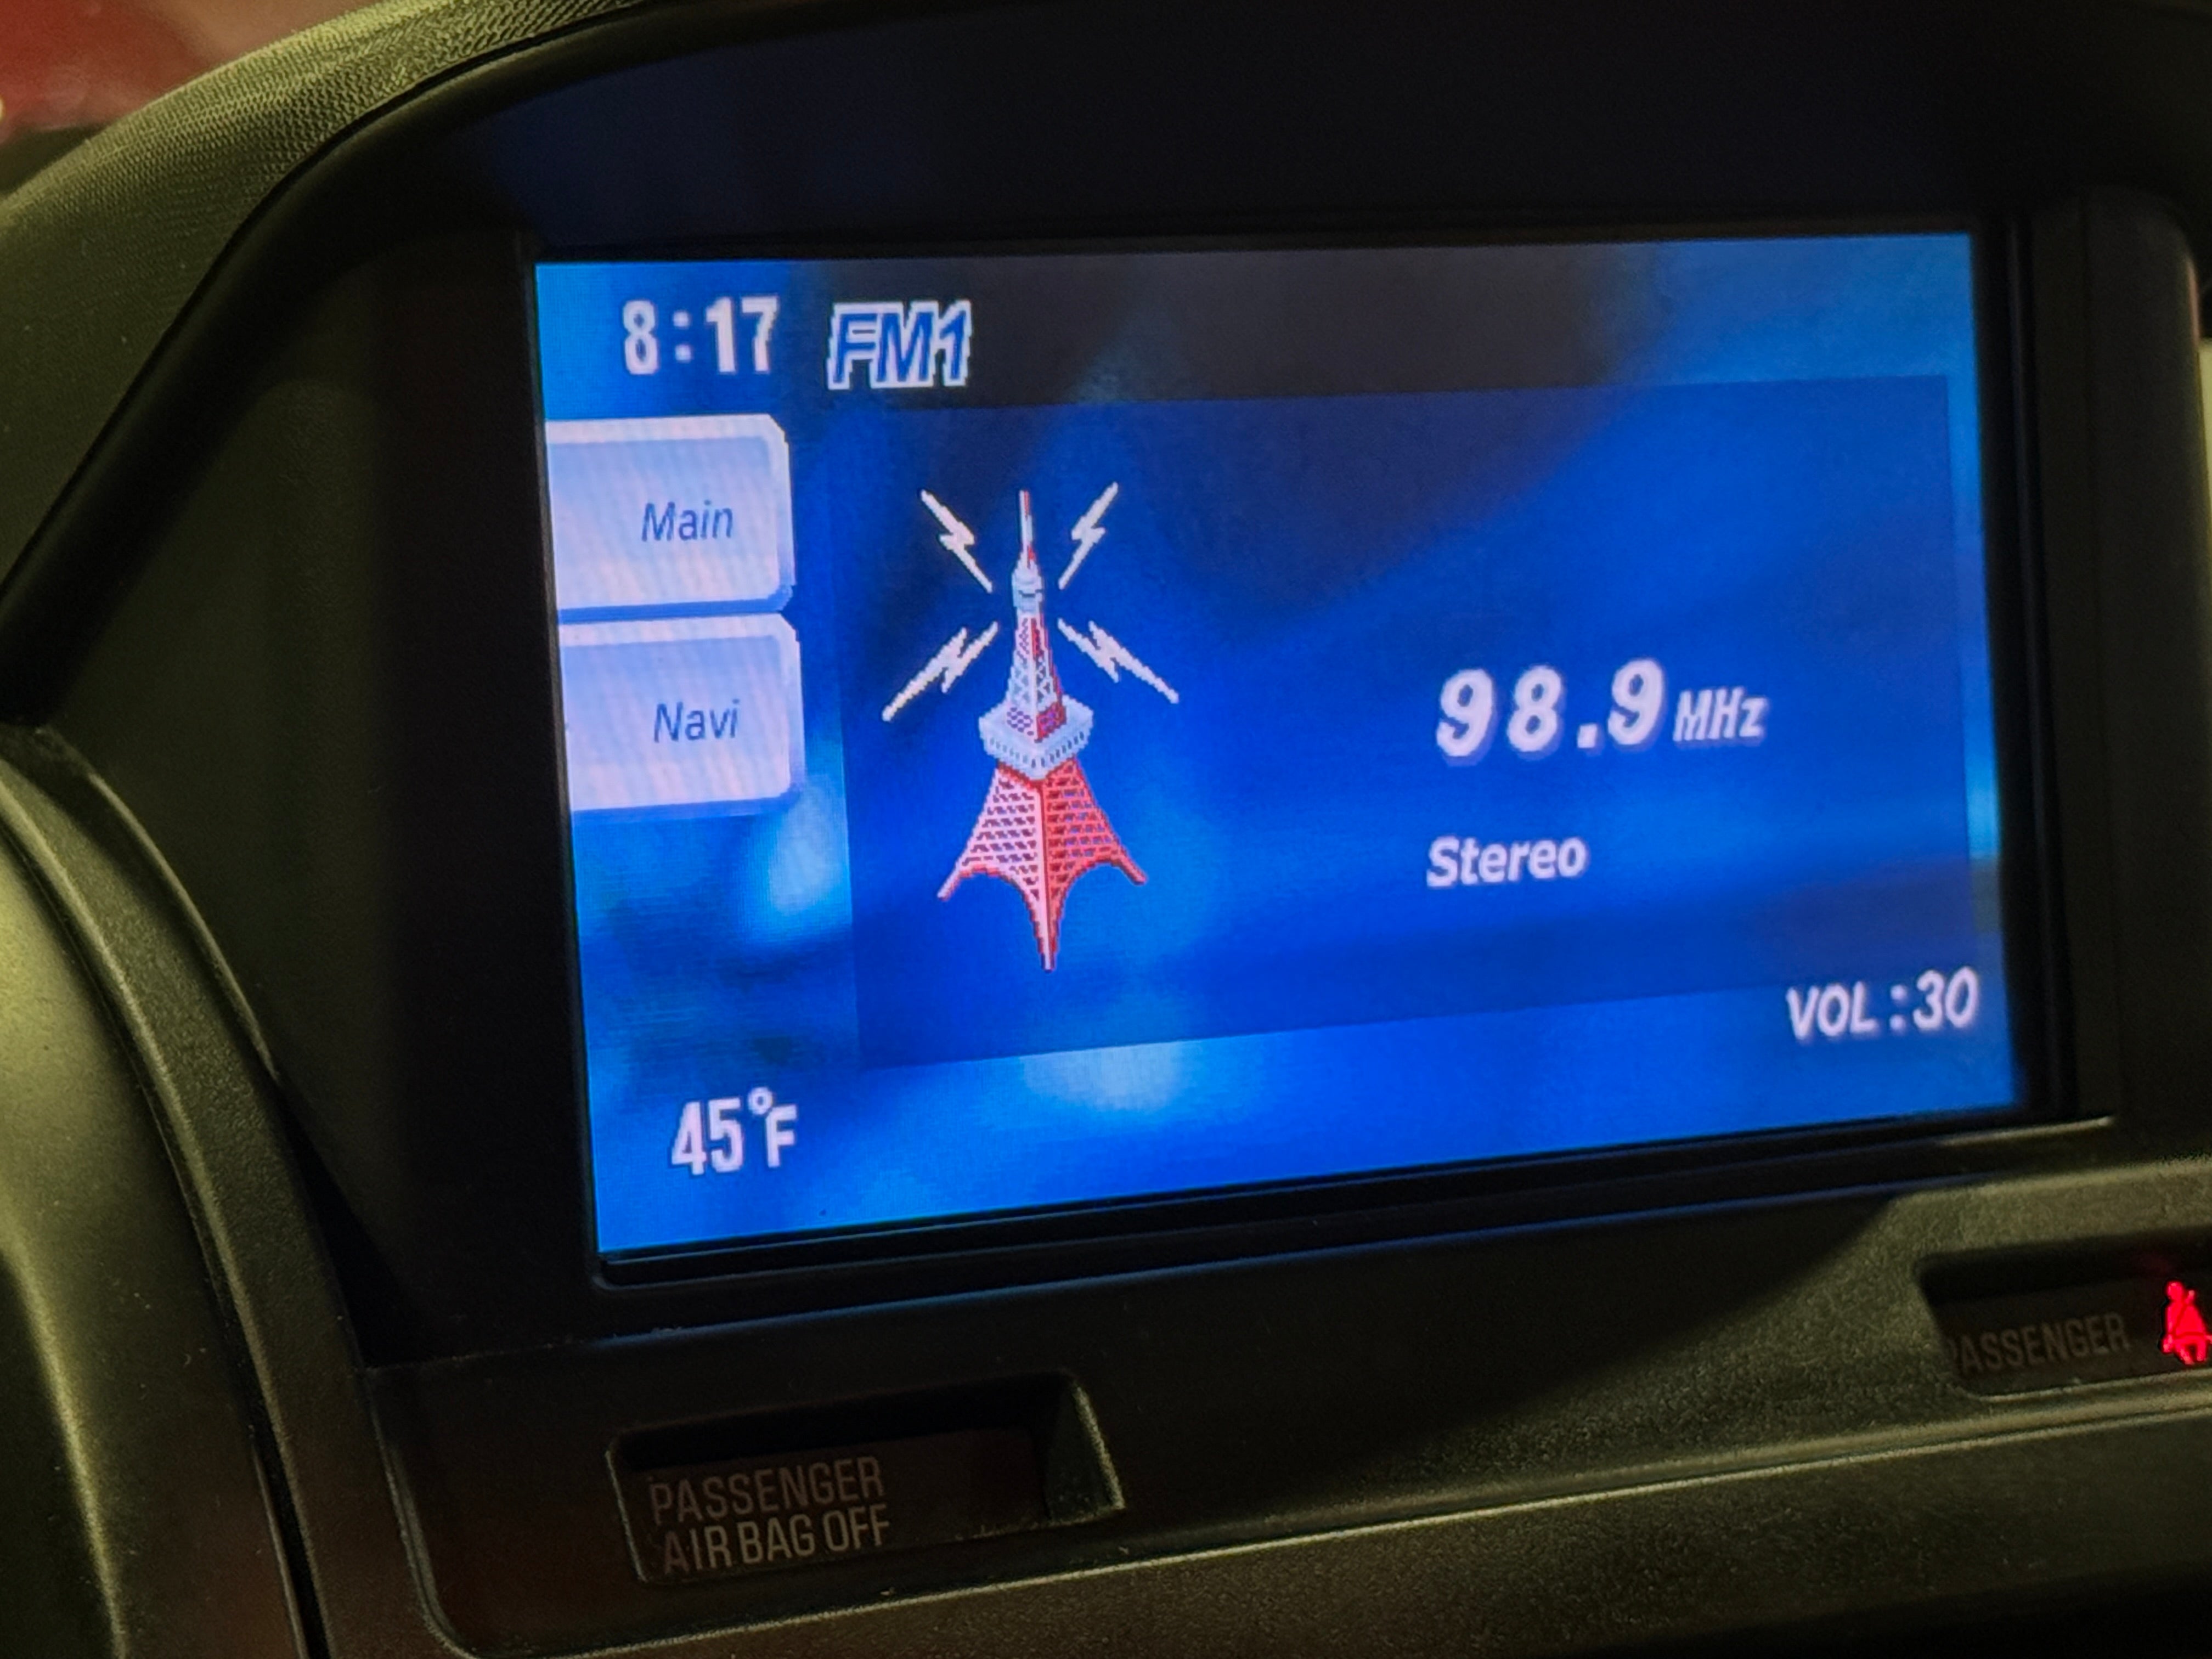 8:17 FM1
Main
Navi
98.9 MHz
Stereo
VOL:30
45°F
PASSENGER
PASSENGER
AIR BAG OFF